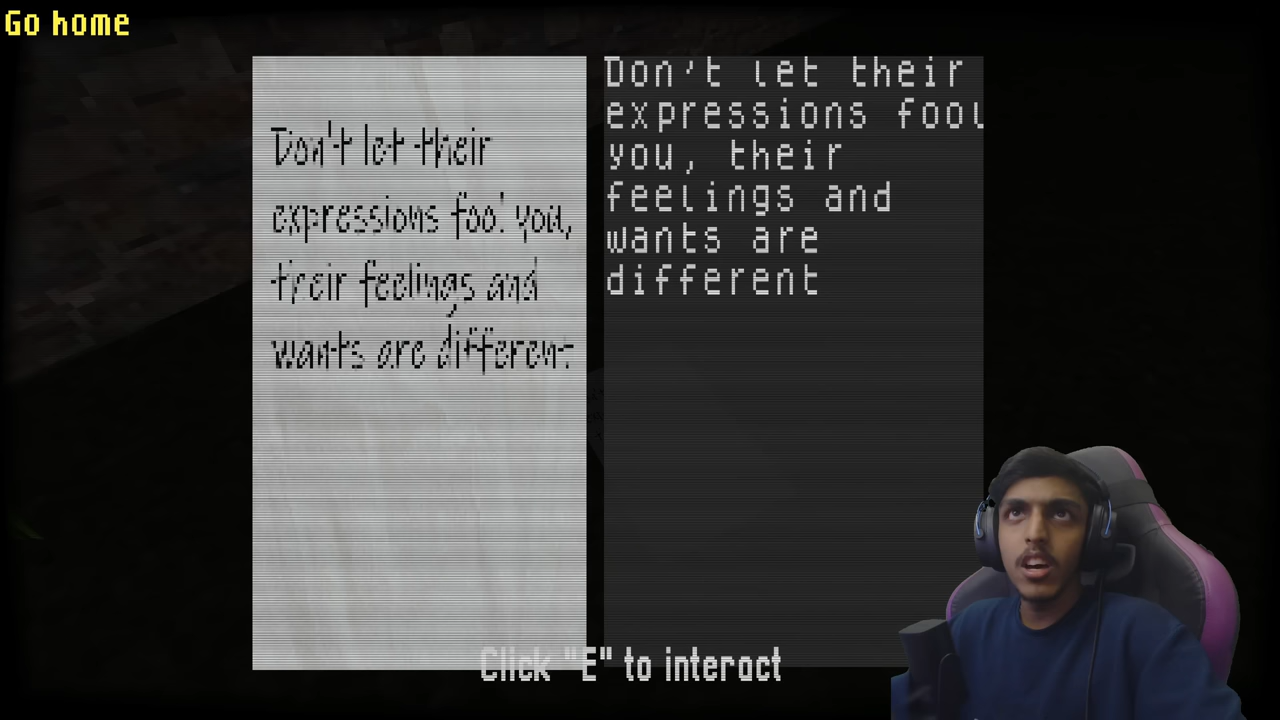 Go home
Don't let their
expressions fool you,
their feelings and
wants are different.
Don't let their
expressions fool
you, their
feelings and
wants are
different
Click "E" to interact